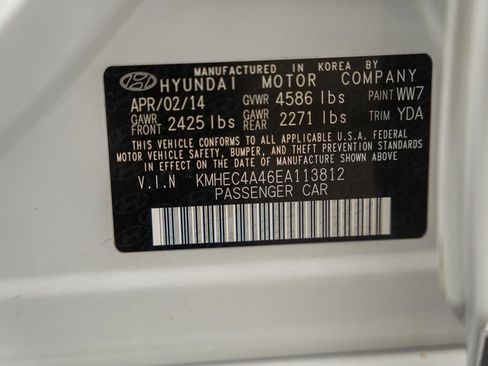 MANUFACTURED IN KOREA BY
HYUNDAI MOTOR COMPANY
APR/02/14 GVWR 4586 lbs PAINT WW7
GAWR FRONT 2425 lbs GAWR REAR 2271 lbs TRIM YDA
THIS VEHICLE CONFORMS TO ALL APPLICABLE U.S.A. FEDERAL
MOTOR VEHICLE SAFETY, BUMPER, AND THEFT PREVENTION STANDARDS
IN EFFECT ON THE DATE OF MANUFACTURE SHOWN ABOVE.
V.I.N KMHEC4A46EA113812
PASSENGER CAR